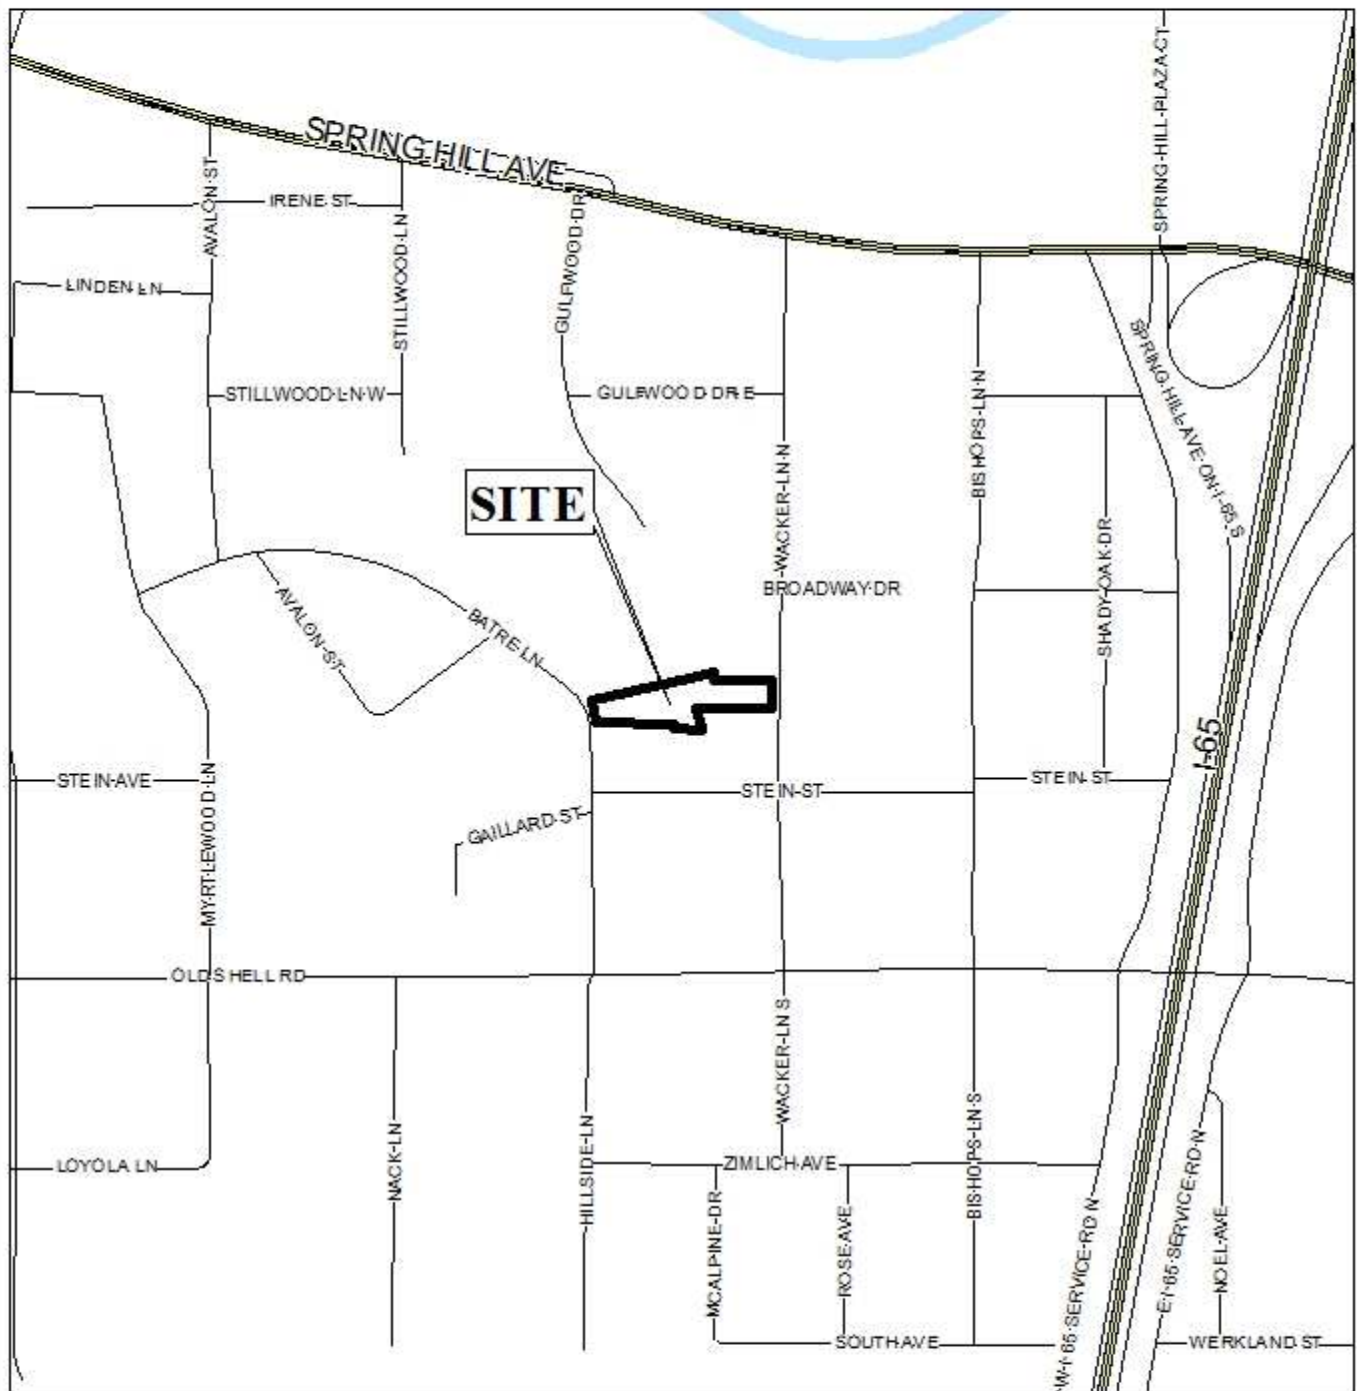 SPRING HILL PLAZA CT
SPRING HILL AVE
AVALON ST
IRENE ST
STILLWOOD LN
GULFWOOD DR
LINDEN LN
SPRING HILL AVE ON I-65 S
STILLWOOD LN W
GULFWOOD DR E
BISHOPS LN N
WACKER LN N
SITE
SHADY OAK DR
BROADWAY DR
AVALON ST
BATRE LN
I-65
STEIN AVE
STEIN ST
STEIN ST
MYRTLEWOOD LN
GAILLARD ST
OLD SHELL RD
WACKER LN S
LOYOLA LN
NACK LN
HILLSIDE LN
ZIMLICH AVE
BISHOPS LN S
MCALPINE DR
ROSE AVE
W I-65 SERVICE RD N
E I-65 SERVICE RD N
NOEL AVE
SOUTH AVE
WERKLAND ST